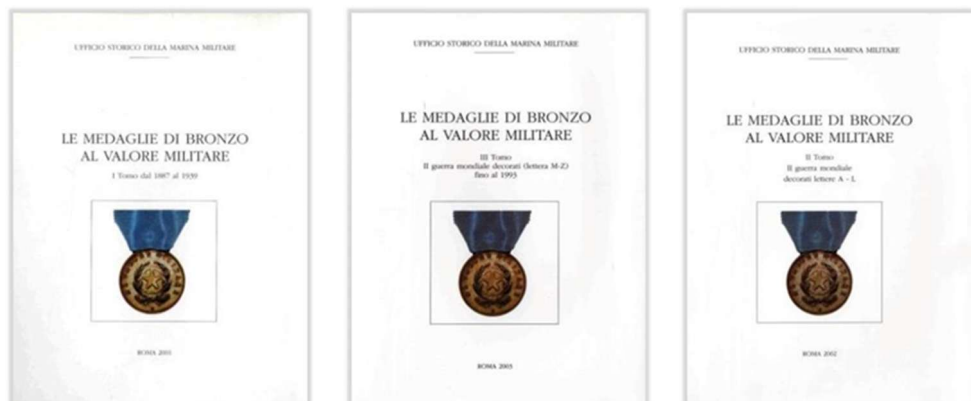 UFFICIO STORICO DELLA MARINA MILITARE
LE MEDAGLIE DI BRONZO
AL VALORE MILITARE
I Tomo dal 1887 al 1939
ROMA 2001
UFFICIO STORICO DELLA MARINA MILITARE
LE MEDAGLIE DI BRONZO
AL VALORE MILITARE
III Tomo
II guerra mondiale decorati (lettera M-Z)
fino al 1993
ROMA 2003
UFFICIO STORICO DELLA MARINA MILITARE
LE MEDAGLIE DI BRONZO
AL VALORE MILITARE
II Tomo
II guerra mondiale
decorati lettere A - L
ROMA 2002